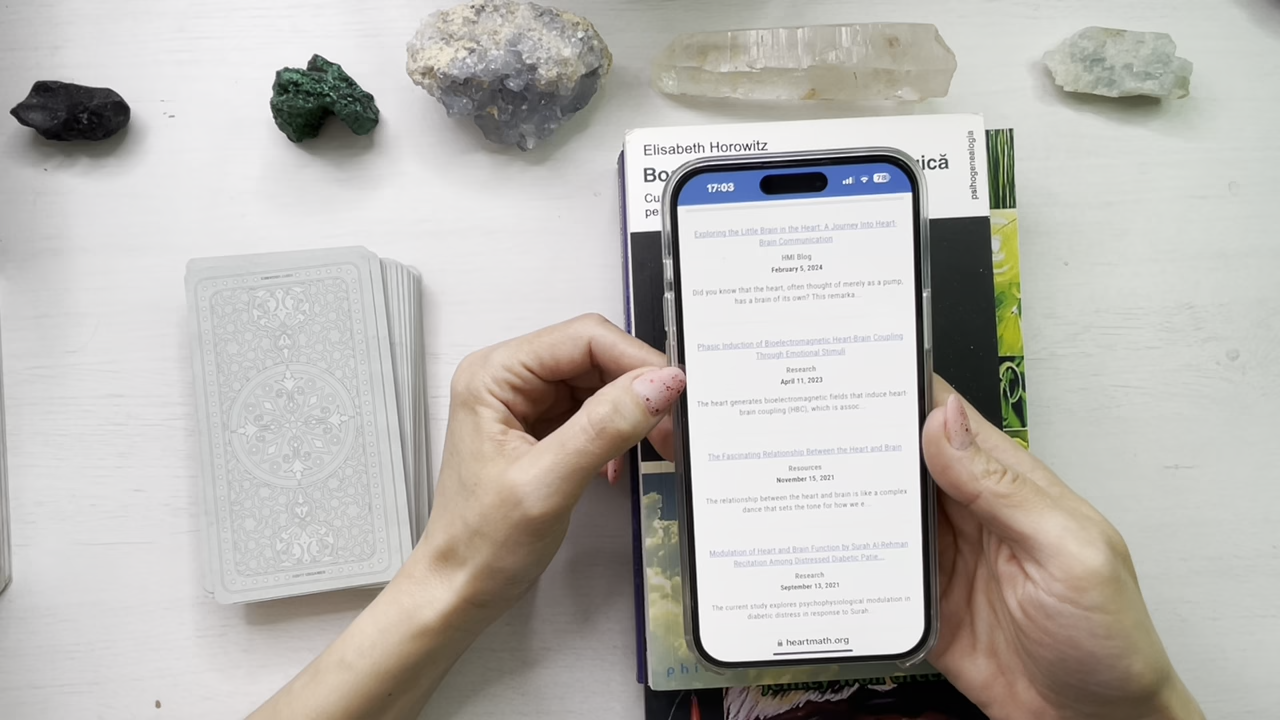 Elisabeth Horowitz
Bo
ică
Cu
pe
psihogenealogia
17:03
78
Exploring the Little Brain in the Heart: A Journey Into Heart-
Brain Communication
HMI Blog
February 5, 2024
Did you know that the heart, often thought of merely as a pump,
has a brain of its own? This remarka...
Phasic Induction of Bioelectromagnetic Heart-Brain Coupling
Through Emotional Stimuli
Research
April 11, 2023
The heart generates bioelectromagnetic fields that induce heart-
brain coupling (HBC), which is assoc...
The Fascinating Relationship Between the Heart and Brain
Resources
November 15, 2021
The relationship between the heart and brain is like a complex
dance that sets the tone for how we e...
Modulation of Heart and Brain Function by Surah Al-Rehman
Recitation Among Distressed Diabetic Patie...
Research
September 13, 2021
The current study explores psychophysiological modulation in
diabetic distress in response to Surah...
heartmath.org
phi